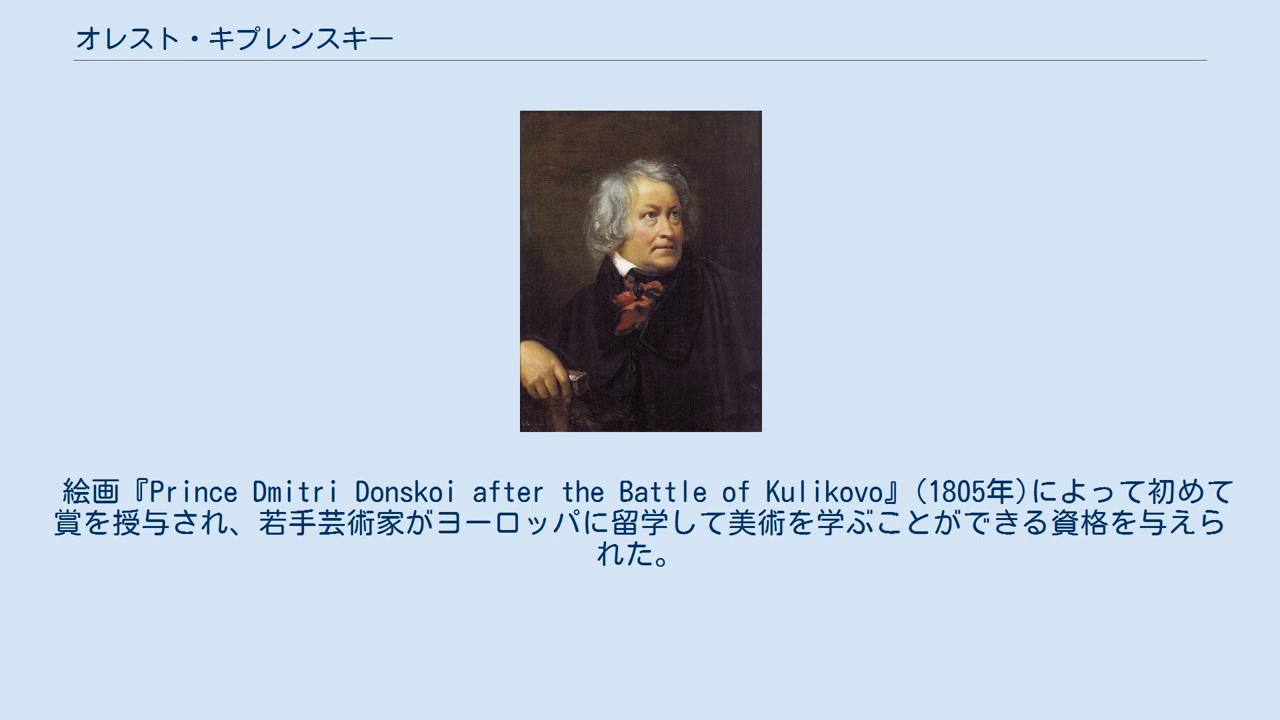 オレスト・キプレンスキー
絵画『Prince Dmitri Donskoi after the Battle of Kulikovo』(1805年)によって初めて
賞を授与され、若手芸術家がヨーロッパに留学して美術を学ぶことができる資格を与えら
れた。